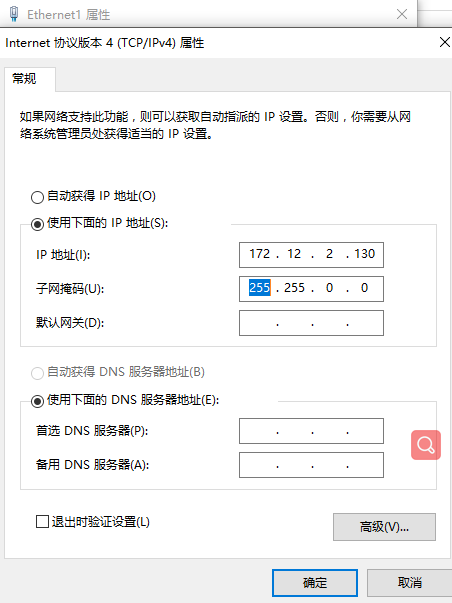 Ethernet1 属性
Internet 协议版本 4 (TCP/IPv4) 属性
常规
如果网络支持此功能，则可以获取自动指派的 IP 设置。否则，你需要从网
络系统管理员处获得适当的 IP 设置。
自动获得 IP 地址(O)
使用下面的 IP 地址(S):
IP 地址(I): 172 . 12 . 2 . 130
子网掩码(U): 255 . 255 . 0 . 0
默认网关(D): . . .
自动获得 DNS 服务器地址(B)
使用下面的 DNS 服务器地址(E):
首选 DNS 服务器(P): . . .
备用 DNS 服务器(A): . . .
退出时验证设置(L)
高级(V)...
确定 取消